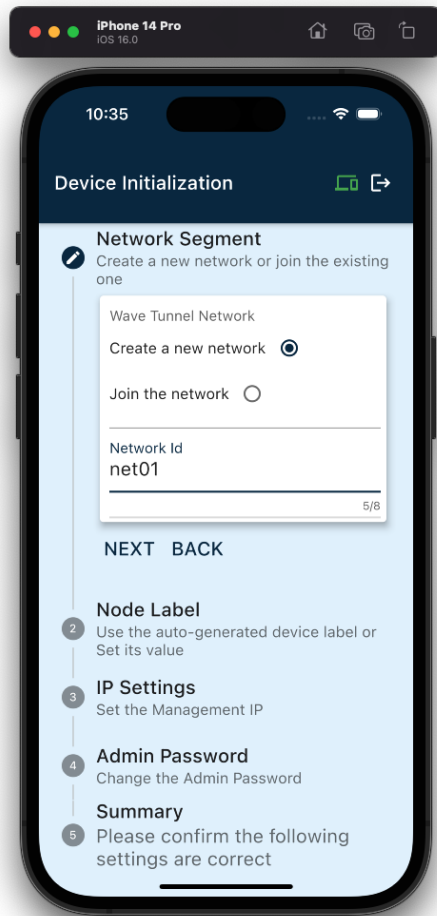 iPhone 14 Pro
iOS 16.0
10:35
Device Initialization
Network Segment
Create a new network or join the existing
one
Wave Tunnel Network
Create a new network
Join the network
Network Id
net01
5/8
NEXT BACK
Node Label
2
Use the auto-generated device label or
Set its value
IP Settings
3
Set the Management IP
Admin Password
4
Change the Admin Password
Summary
5
Please confirm the following
settings are correct